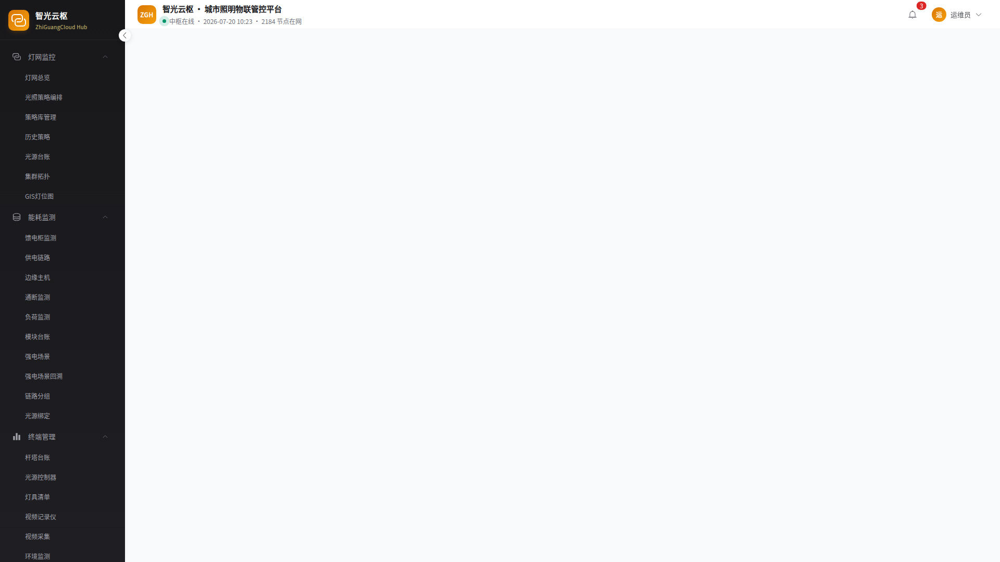 智光云枢
ZhiGuangCloud Hub
灯网监控
灯网总览
光照策略编排
策略库管理
历史策略
光源台账
集群拓扑
GIS灯位图
能耗监测
馈电柜监测
供电链路
边缘主机
通断监测
负荷监测
模块台账
强电场景
强电场景回溯
链路分组
光源绑定
终端管理
杆塔台账
光源控制器
灯具清单
视频记录仪
视频采集
环境监测
ZGH
智光云枢 • 城市照明物联管控平台
中枢在线 • 2026-07-20 10:23 • 2184 节点在网
3
运
运维员